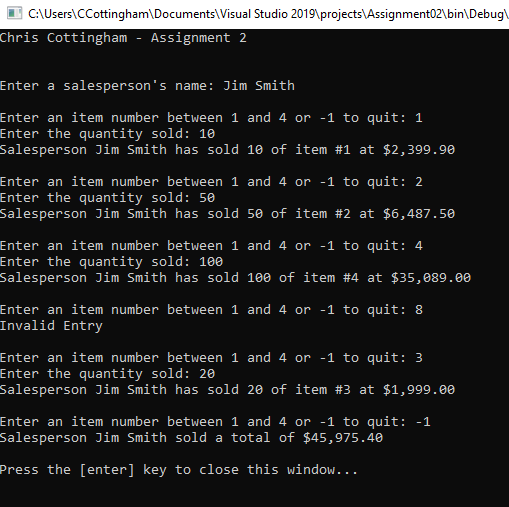 C:\Users\CCottingham\Documents\Visual Studio 2019\projects\Assignment02\bin\Debug\
Chris Cottingham - Assignment 2
Enter a salesperson's name: Jim Smith
Enter an item number between 1 and 4 or -1 to quit: 1
Enter the quantity sold: 10
Salesperson Jim Smith has sold 10 of item #1 at $2,399.90
Enter an item number between 1 and 4 or -1 to quit: 2
Enter the quantity sold: 50
Salesperson Jim Smith has sold 50 of item #2 at $6,487.50
Enter an item number between 1 and 4 or -1 to quit: 4
Enter the quantity sold: 100
Salesperson Jim Smith has sold 100 of item #4 at $35,089.00
Enter an item number between 1 and 4 or -1 to quit: 8
Invalid Entry
Enter an item number between 1 and 4 or -1 to quit: 3
Enter the quantity sold: 20
Salesperson Jim Smith has sold 20 of item #3 at $1,999.00
Enter an item number between 1 and 4 or -1 to quit: -1
Salesperson Jim Smith sold a total of $45,975.40
Press the [enter] key to close this window...